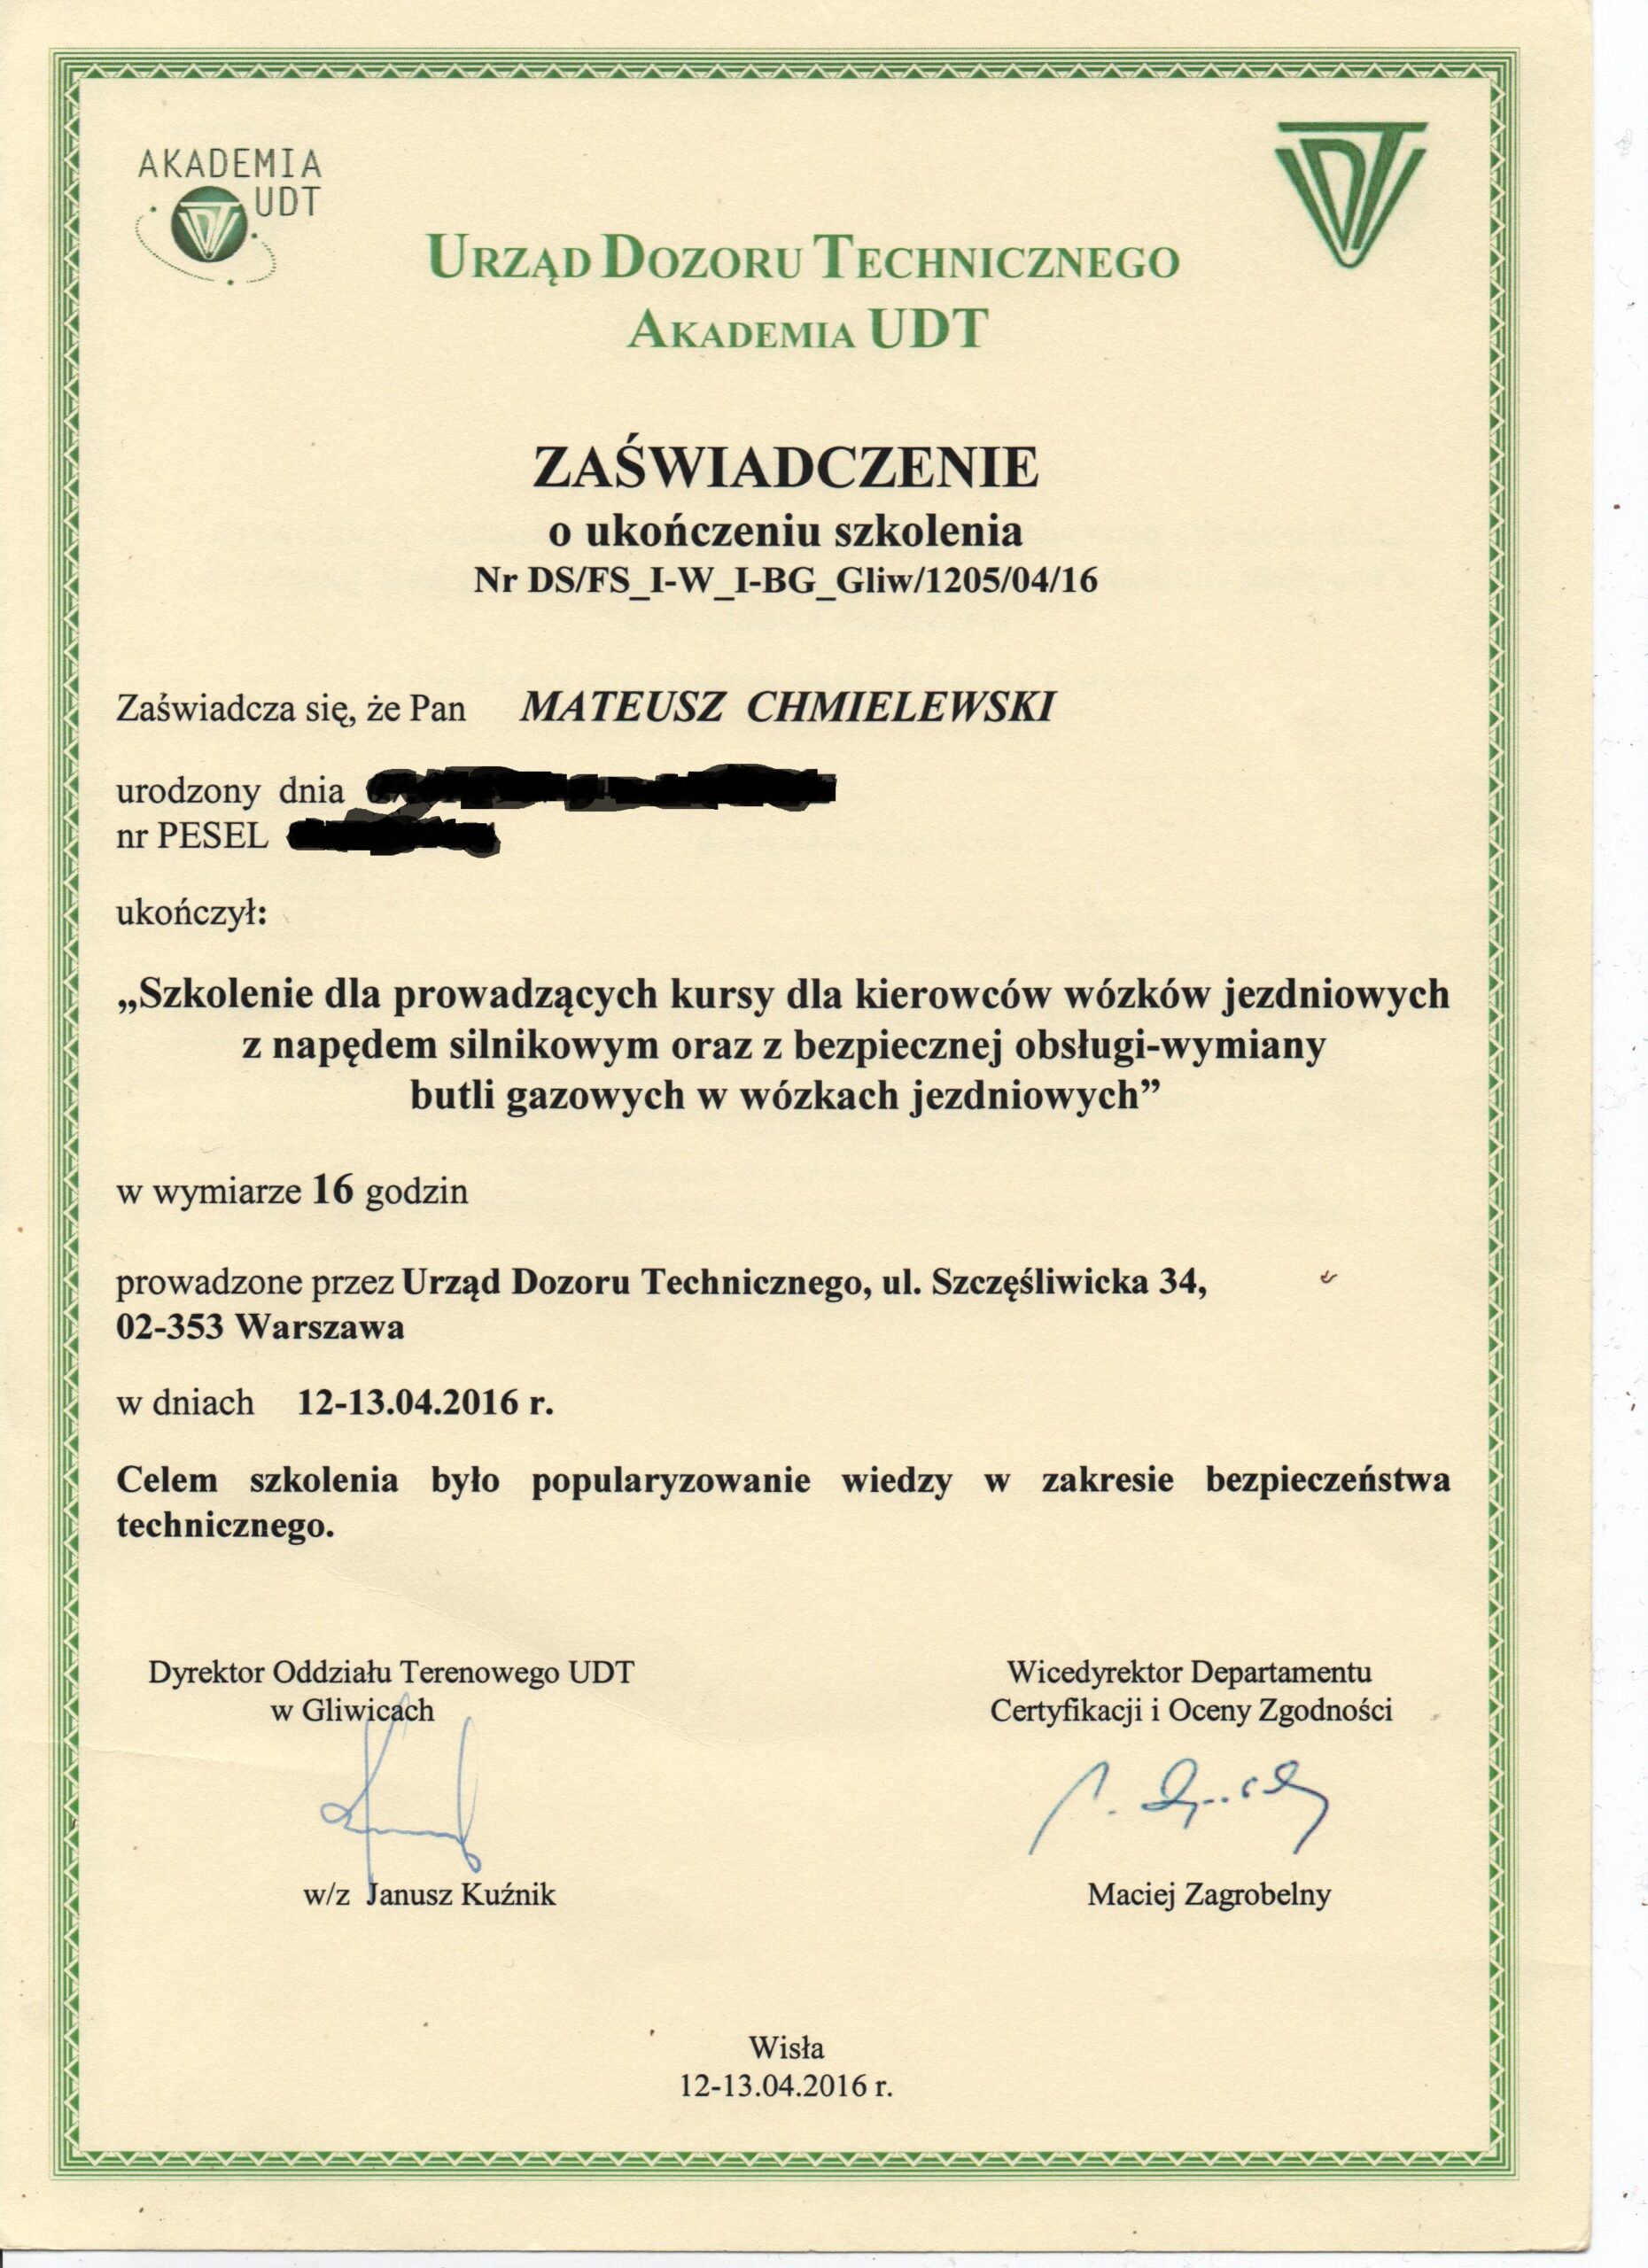 AKADEMIA
UDT
UDT
URZĄD DOZORU TECHNICZNEGO
AKADEMIA UDT
ZAŚWIADCZENIE
o ukończeniu szkolenia
Nr DS/FS_I-W_I-BG_Gliw/1205/04/16
Zaświadcza się, że Pan MATEUSZ CHMIELEWSKI
urodzony dnia
nr PESEL
ukończył:
„Szkolenie dla prowadzących kursy dla kierowców wózków jezdniowych
z napędem silnikowym oraz z bezpiecznej obsługi-wymiany
butli gazowych w wózkach jezdniowych”
w wymiarze 16 godzin
prowadzone przez Urząd Dozoru Technicznego, ul. Szczęśliwicka 34,
02-353 Warszawa
w dniach 12-13.04.2016 r.
Celem szkolenia było popularyzowanie wiedzy w zakresie bezpieczeństwa
technicznego.
Dyrektor Oddziału Terenowego UDT
w Gliwicach
Wicedyrektor Departamentu
Certyfikacji i Oceny Zgodności
w/z Janusz Kuźnik
Maciej Zagrobelny
Wisła
12-13.04.2016 r.